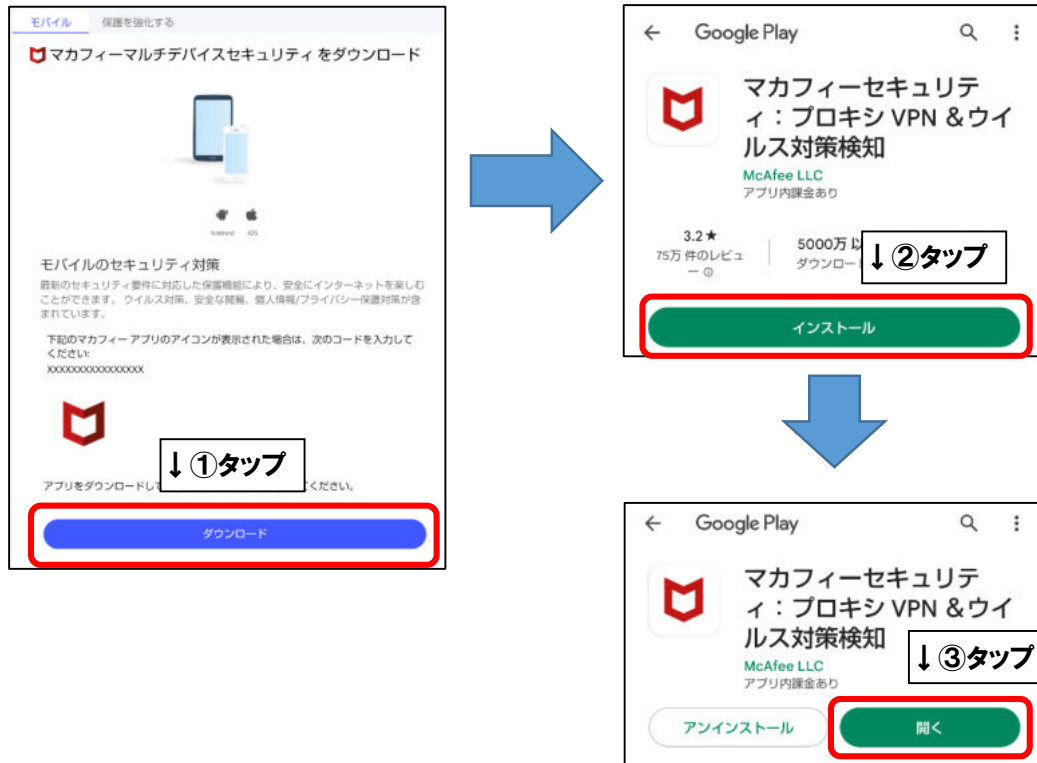 モバイル 保護を強化する
マカフィーマルチデバイスセキュリティ をダウンロード
Android iOS
モバイルのセキュリティ対策
最新のセキュリティ要件に対応した保護機能により、安全にインターネットを楽しむ
ことができます。 ウイルス対策、安全な閲覧、個人情報/プライバシー保護対策が含
まれています。
下記のマカフィー アプリのアイコンが表示された場合は、次のコードを入力して
ください:
XXXXXXXXXXXXXXXX
↓①タップ
アプリをダウンロードし ください。
ダウンロード
Google Play
マカフィーセキュリテ
ィ：プロキシ VPN ＆ウイ
ルス対策検知
McAfee LLC
アプリ内課金あり
3.2★
75万 件のレビュ
ー
5000万
ダウンロー
↓②タップ
インストール
Google Play
マカフィーセキュリテ
ィ：プロキシ VPN ＆ウイ
ルス対策検知
McAfee LLC
アプリ内課金あり
↓③タップ
アンインストール 開く